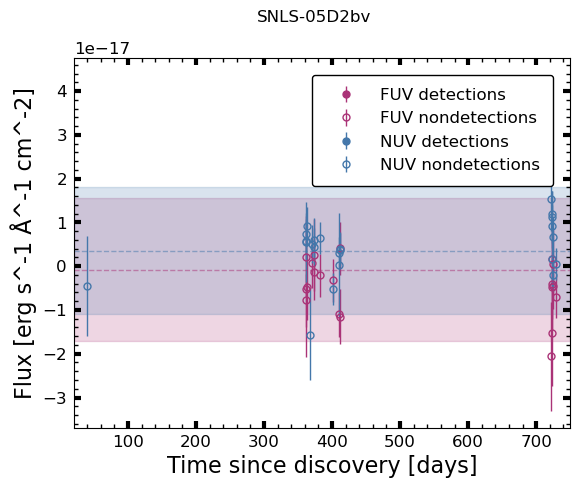 SNLS-05D2bv
1e−17
FUV detections
FUV nondetections
NUV detections
NUV nondetections
4
3
2
1
0
−1
−2
−3
Flux [erg s^-1 Å^-1 cm^-2]
100 200 300 400 500 600 700
Time since discovery [days]